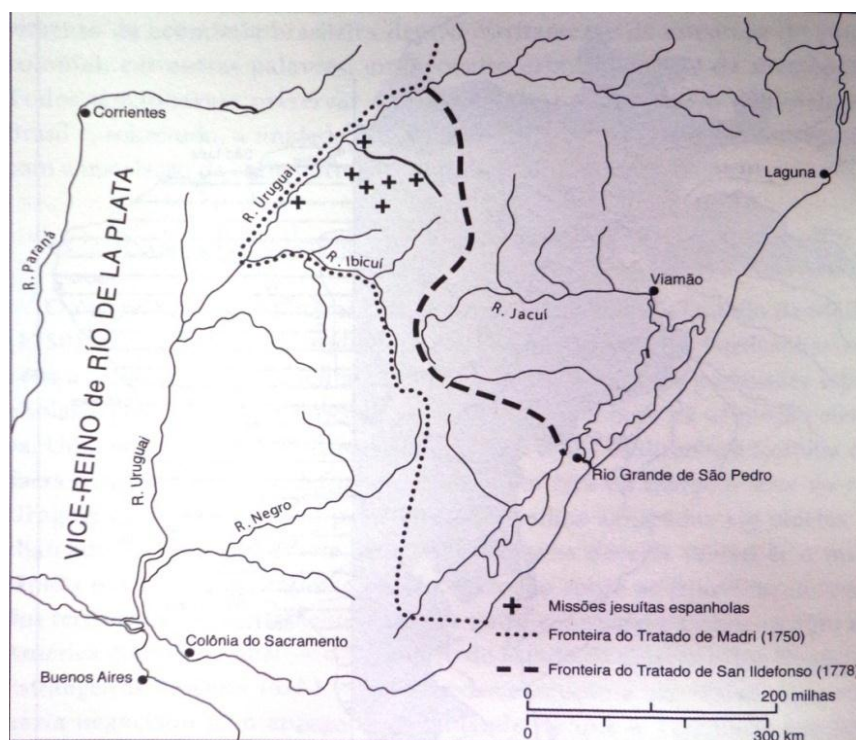 Corrientes
R. Paraná
VICE-REINO de RÍO DE LA PLATA
R. Uruguai
R. Ibicuí
Laguna
Viamão
R. Jacuí
R. Uruguai
R. Negro
Rio Grande de São Pedro
Colônia do Sacramento
Buenos Aires
Missões jesuítas espanholas
Fronteira do Tratado de Madri (1750)
Fronteira do Tratado de San Ildefonso (1778)
0 200 milhas
0 300 km